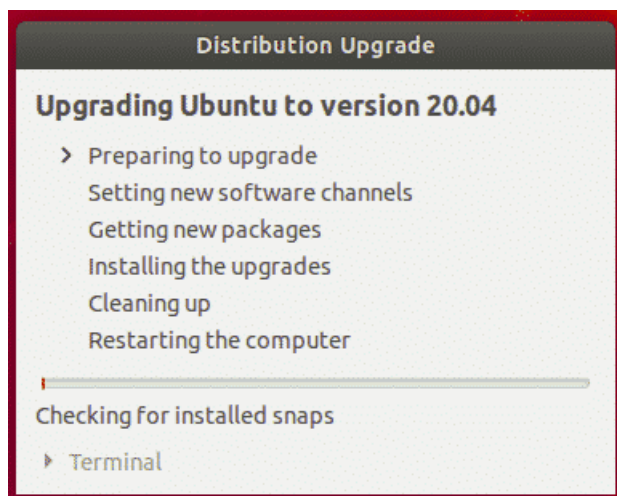 Distribution Upgrade
Upgrading Ubuntu to version 20.04
Preparing to upgrade
Setting new software channels
Getting new packages
Installing the upgrades
Cleaning up
Restarting the computer
Checking for installed snaps
Terminal